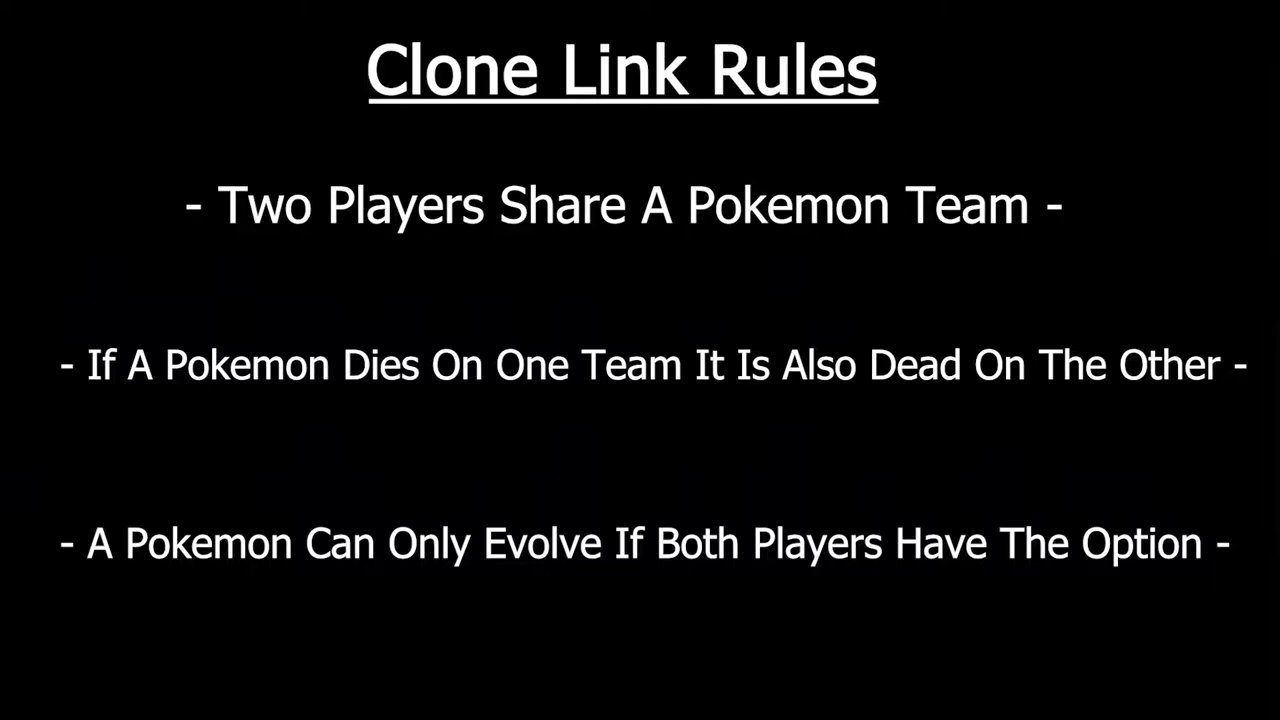 Clone Link Rules
- Two Players Share A Pokemon Team -
- If A Pokemon Dies On One Team It Is Also Dead On The Other -
- A Pokemon Can Only Evolve If Both Players Have The Option -